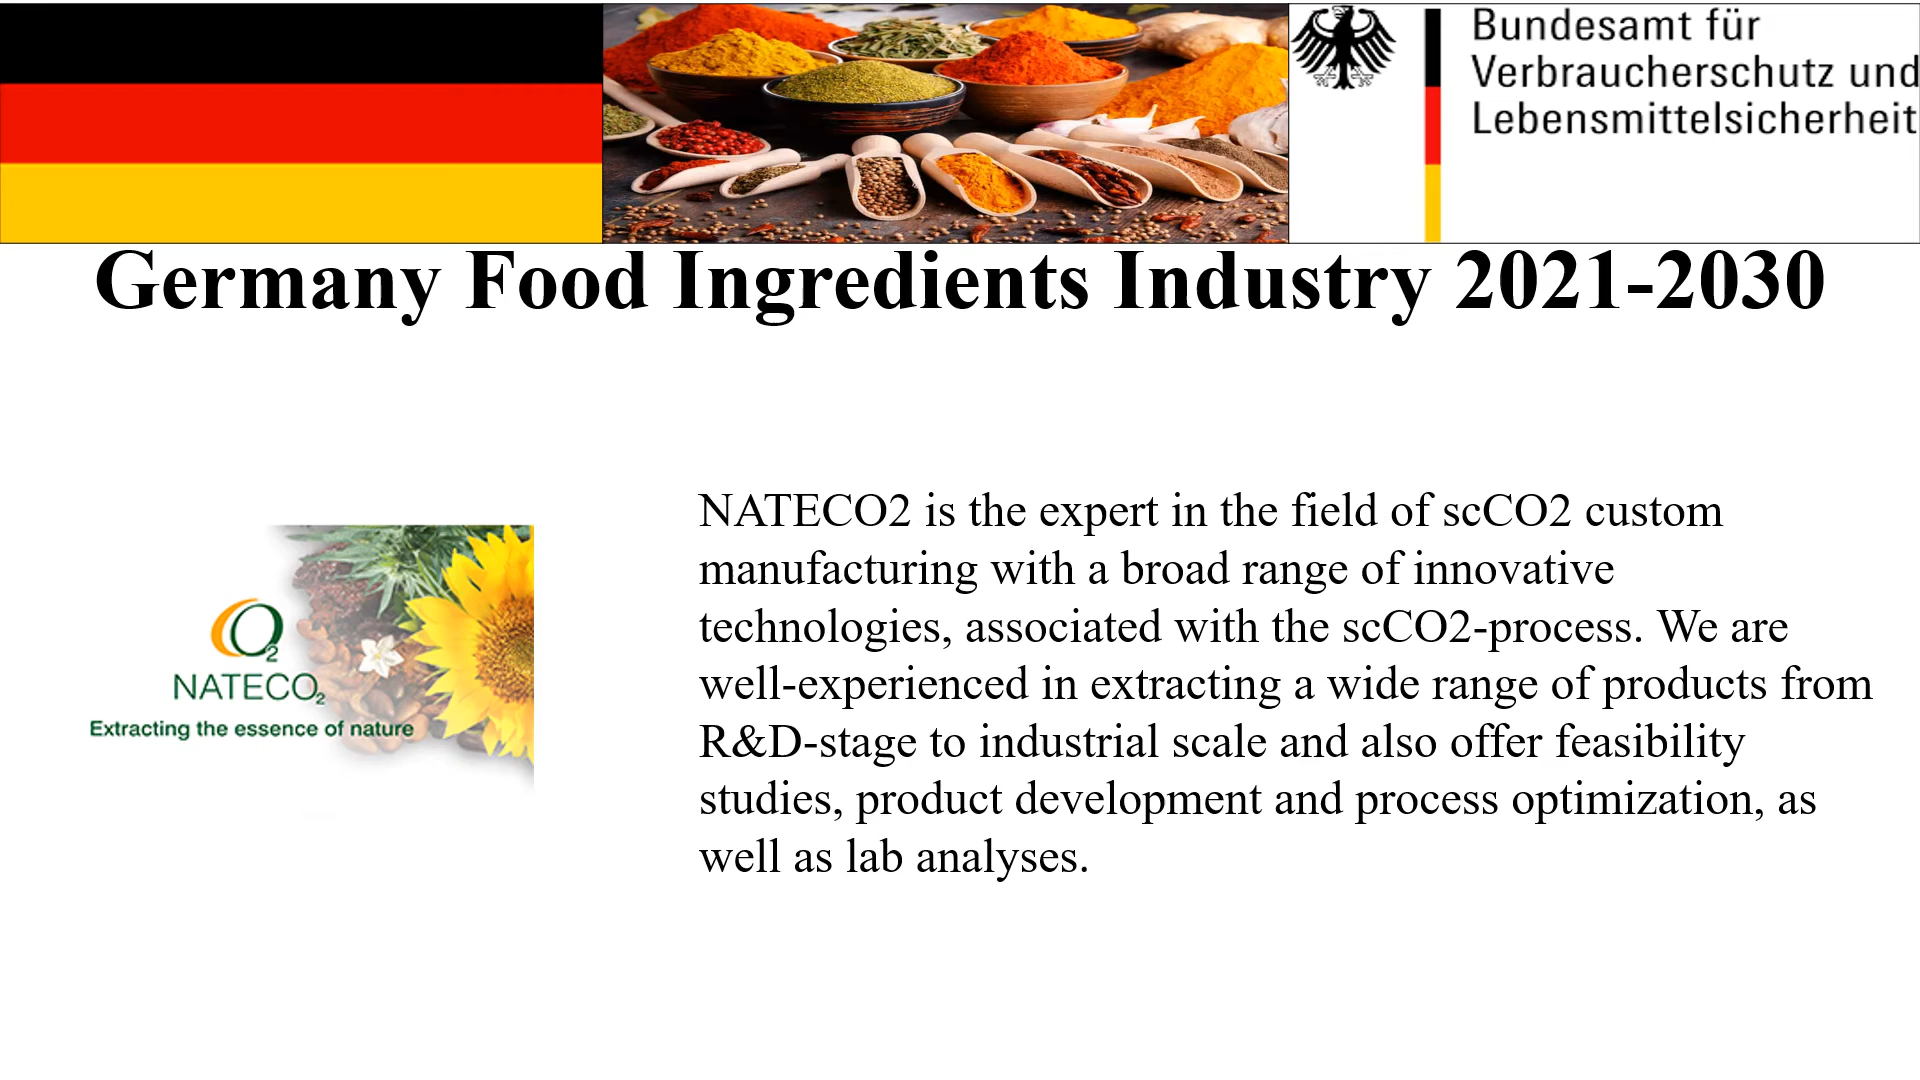 Bundesamt für
Verbraucherschutz und
Lebensmittelsicherheit
Germany Food Ingredients Industry 2021-2030
O2
NATECO2
Extracting the essence of nature
NATECO2 is the expert in the field of scCO2 custom
manufacturing with a broad range of innovative
technologies, associated with the scCO2-process. We are
well-experienced in extracting a wide range of products from
R&D-stage to industrial scale and also offer feasibility
studies, product development and process optimization, as
well as lab analyses.